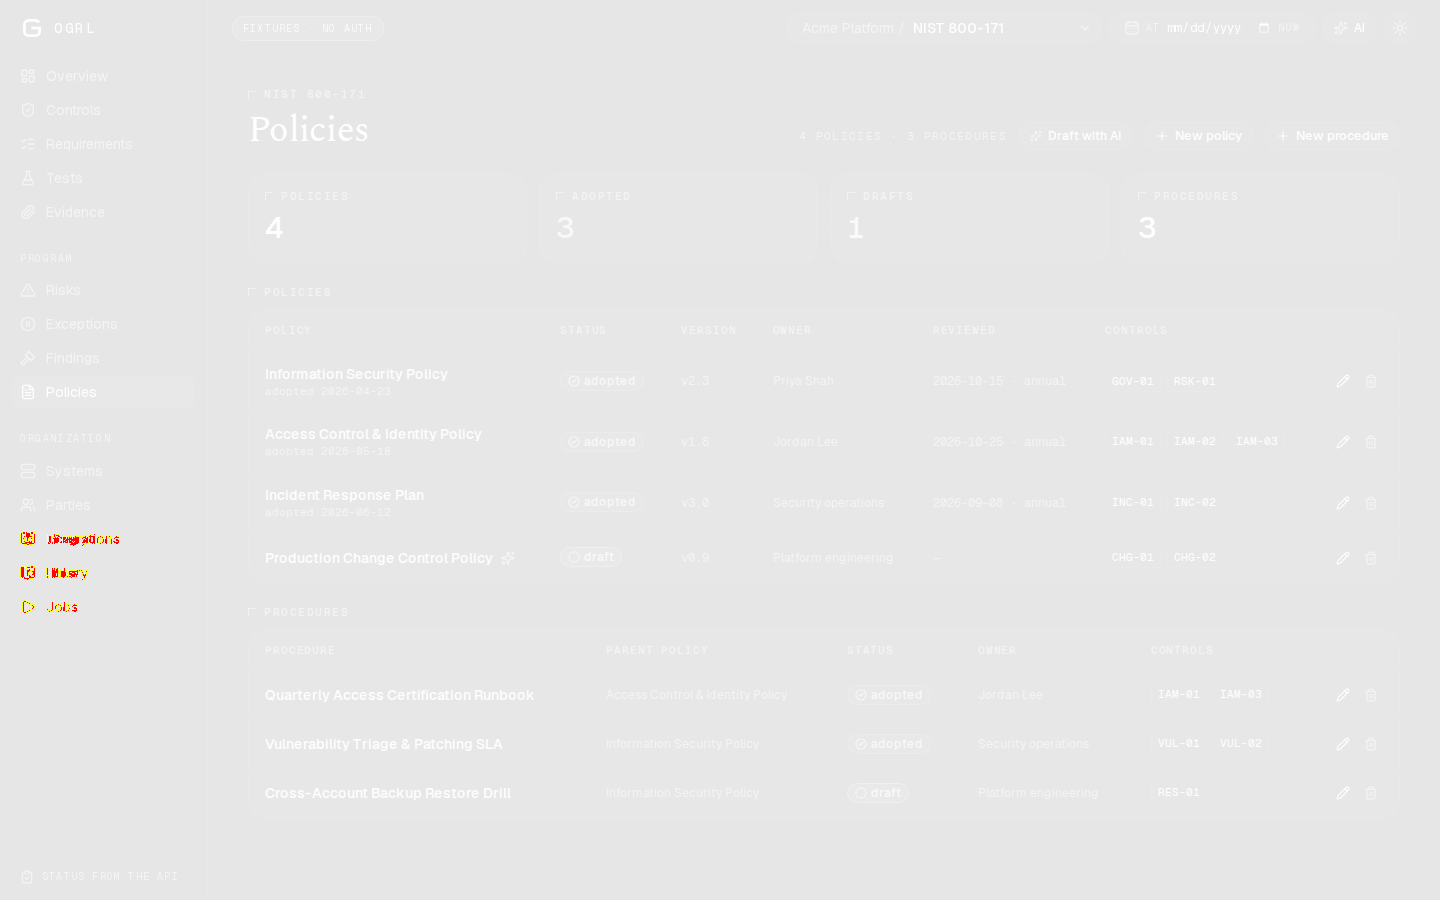 OGRL
FIXTURES NO AUTH
Acme Platform / NIST 800-171
AT mm/dd/yyyy NOW
AI
Overview
Controls
Requirements
Tests
Evidence
PROGRAM
Risks
Exceptions
Findings
Policies
ORGANIZATION
Systems
Parties
Jobs
STATUS FROM THE API
NIST 800-171
Policies
4 POLICIES · 3 PROCEDURES
Draft with AI
New policy
New procedure
POLICIES
4
ADOPTED
3
DRAFTS
1
PROCEDURES
3
POLICIES
POLICY STATUS VERSION OWNER REVIEWED CONTROLS
Information Security Policy adopted v2.3 Priya Shah 2026-10-15 · annual GOV-01 RSK-01
adopted 2026-04-23
Access Control & Identity Policy adopted v1.8 Jordan Lee 2026-10-25 · annual IAM-01 IAM-02 IAM-03
adopted 2026-05-18
Incident Response Plan adopted v3.0 Security operations 2026-09-08 · annual INC-01 INC-02
adopted 2026-06-12
Production Change Control Policy draft v0.9 Platform engineering — CHG-01 CHG-02
PROCEDURES
PROCEDURE PARENT POLICY STATUS OWNER CONTROLS
Quarterly Access Certification Runbook Access Control & Identity Policy adopted Jordan Lee IAM-01 IAM-03
Vulnerability Triage & Patching SLA Information Security Policy adopted Security operations VUL-01 VUL-02
Cross-Account Backup Restore Drill Information Security Policy draft Platform engineering RES-01